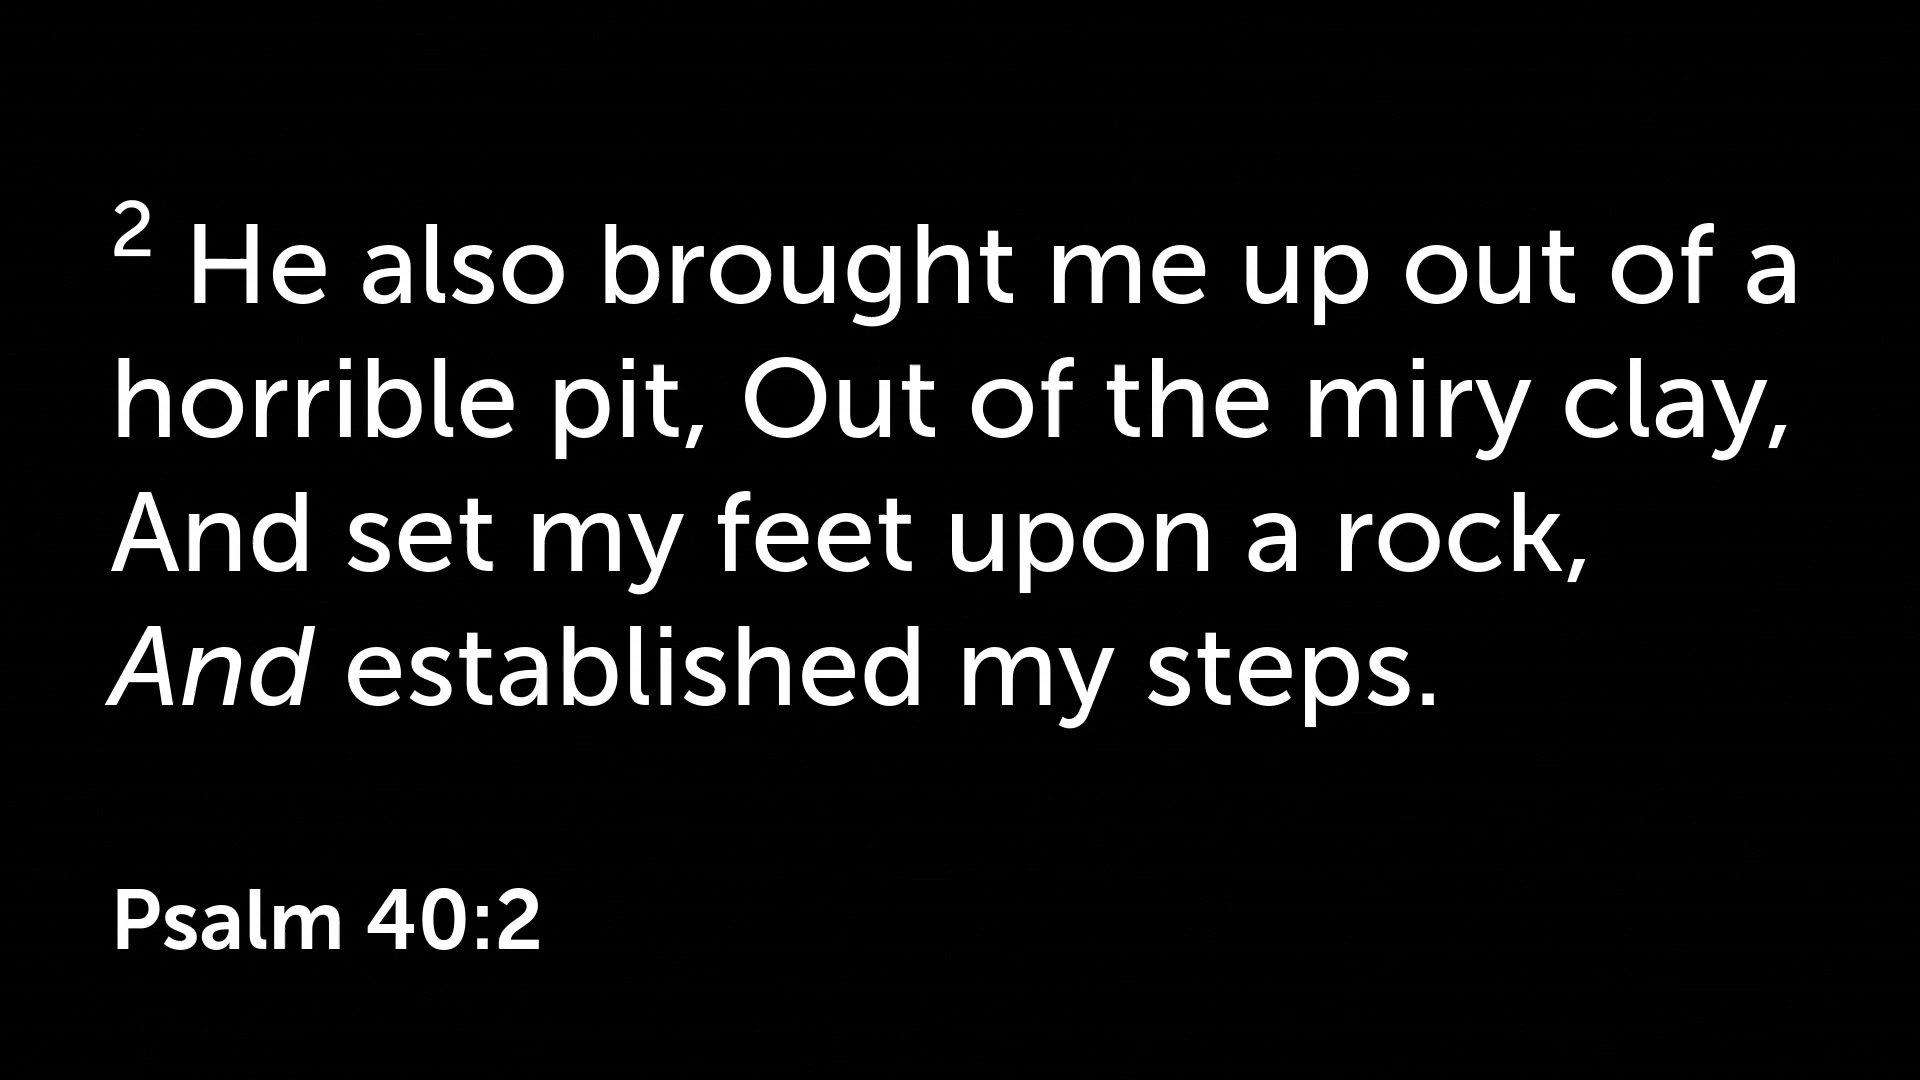 ² He also brought me up out of a
horrible pit, Out of the miry clay,
And set my feet upon a rock,
And established my steps.
Psalm 40:2